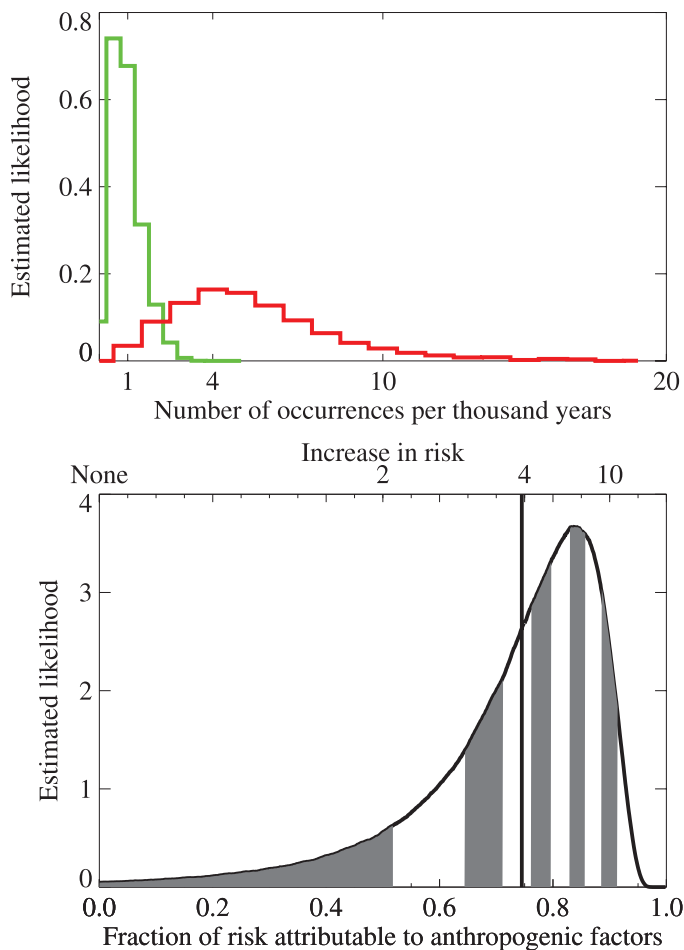 0.8
0.6
0.4
0.2
0
Estimated likelihood
1 4 10 20
Number of occurrences per thousand years
Increase in risk
None 2 4 10
4
3
2
1
0
Estimated likelihood
0.0 0.2 0.4 0.6 0.8 1.0
Fraction of risk attributable to anthropogenic factors